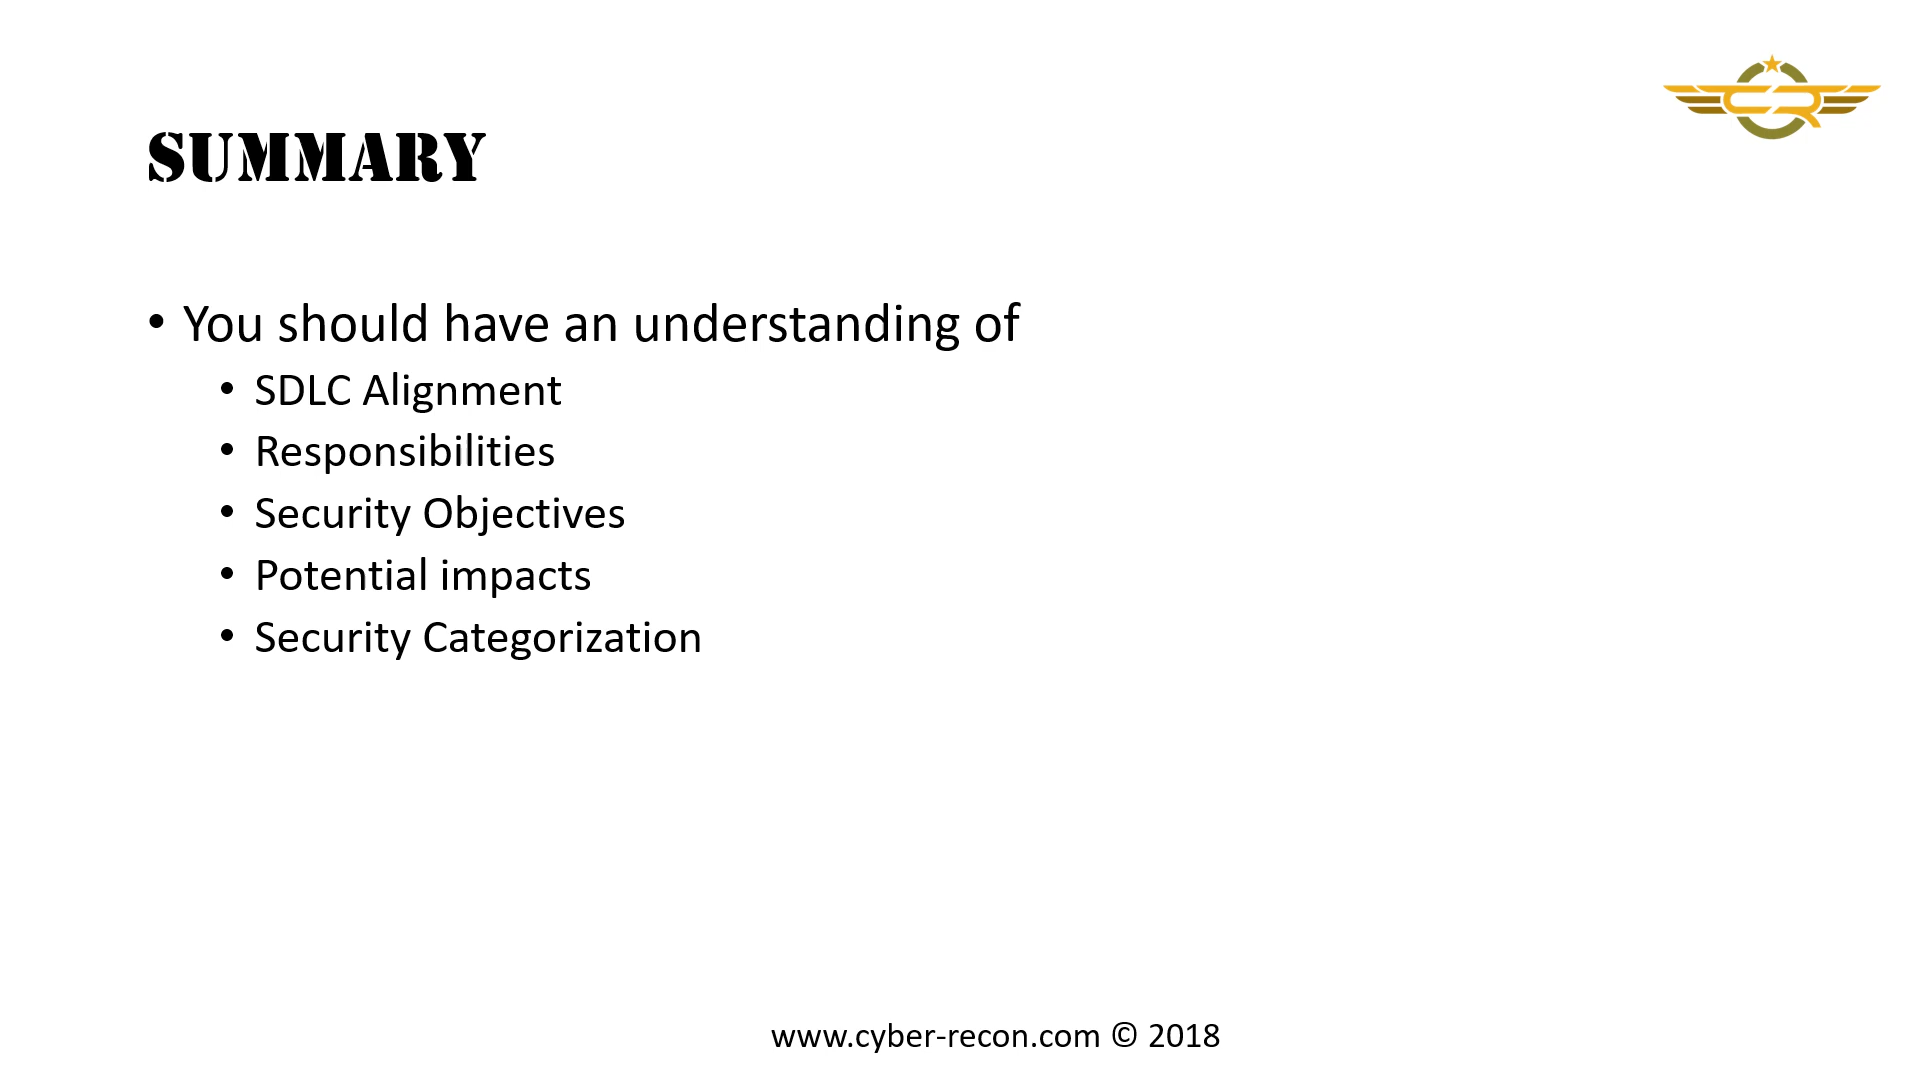 SUMMARY
• You should have an understanding of
• SDLC Alignment
• Responsibilities
• Security Objectives
• Potential impacts
• Security Categorization
CR
www.cyber-recon.com © 2018